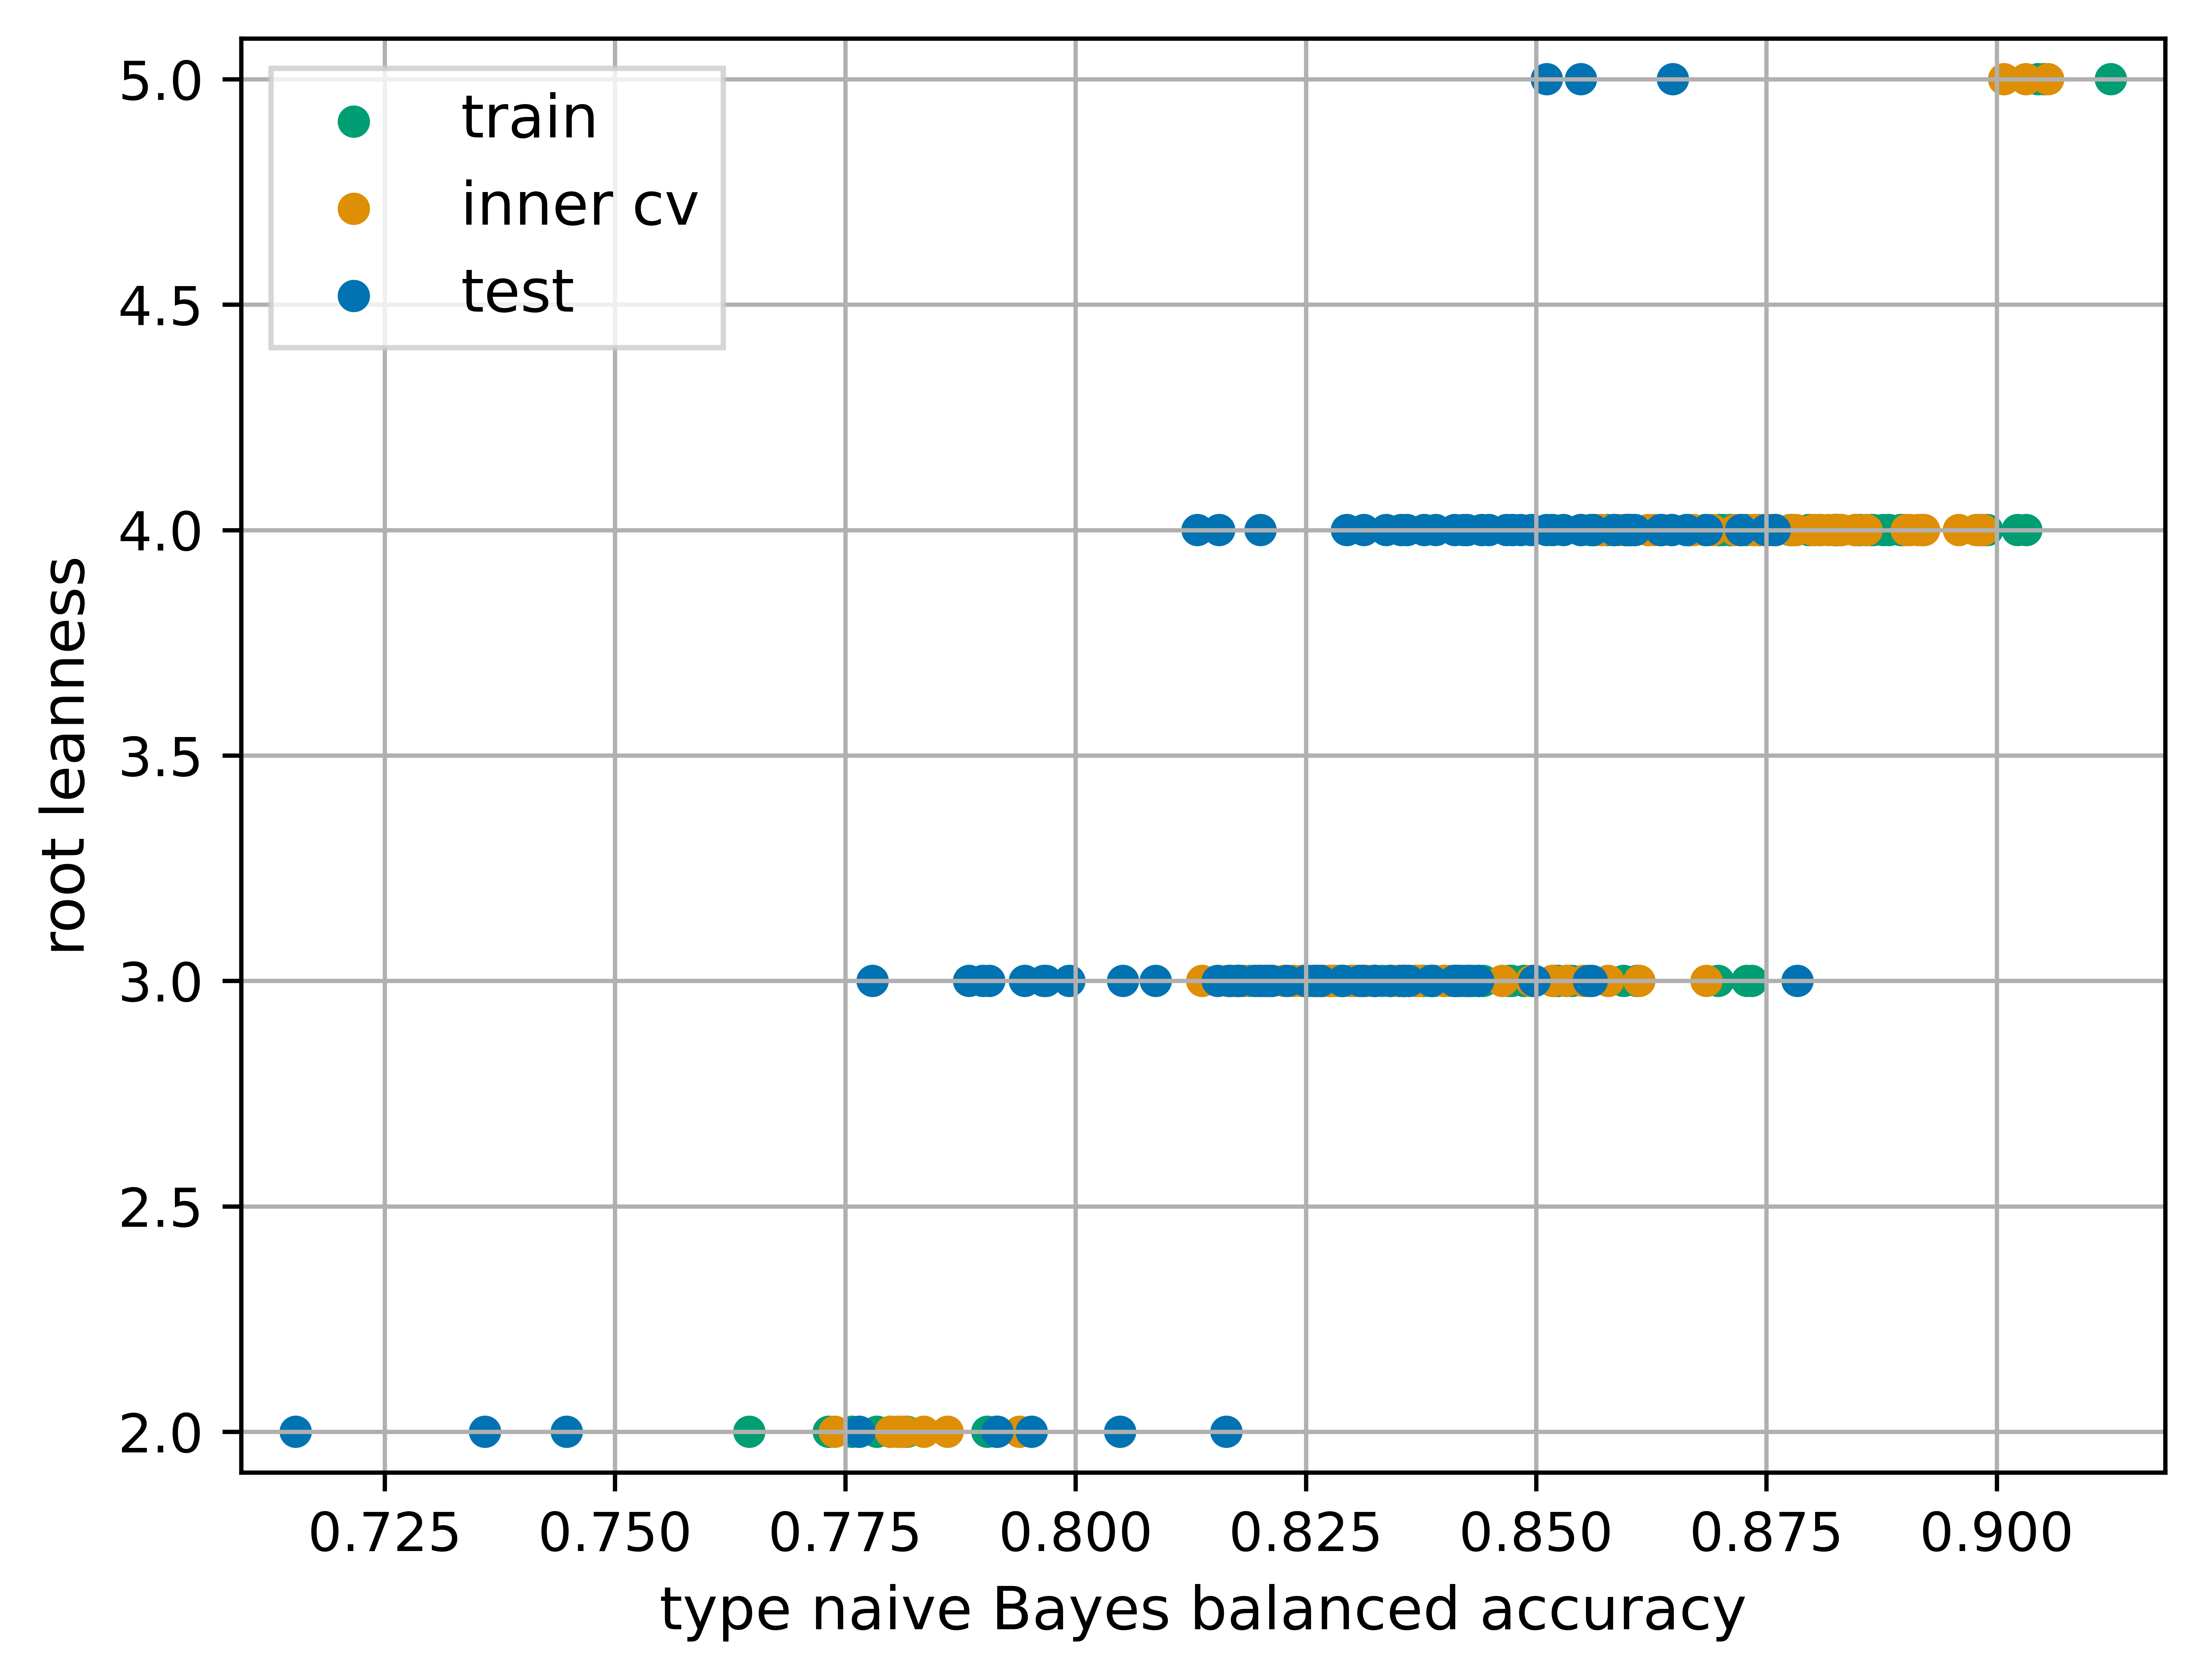 train
inner cv
test
5.0
4.5
4.0
3.5
3.0
2.5
2.0
root leanness
0.725 0.750 0.775 0.800 0.825 0.850 0.875 0.900
type naive Bayes balanced accuracy